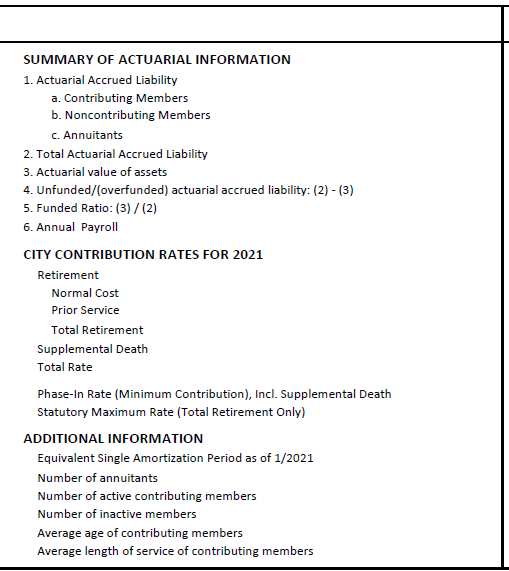 SUMMARY OF ACTUARIAL INFORMATION
1. Actuarial Accrued Liability
a. Contributing Members
b. Noncontributing Members
c. Annuitants
2. Total Actuarial Accrued Liability
3. Actuarial value of assets
4. Unfunded/(overfunded) actuarial accrued liability: (2) - (3)
5. Funded Ratio: (3) / (2)
6. Annual Payroll
CITY CONTRIBUTION RATES FOR 2021
Retirement
Normal Cost
Prior Service
Total Retirement
Supplemental Death
Total Rate
Phase-In Rate (Minimum Contribution), Incl. Supplemental Death
Statutory Maximum Rate (Total Retirement Only)
ADDITIONAL INFORMATION
Equivalent Single Amortization Period as of 1/2021
Number of annuitants
Number of active contributing members
Number of inactive members
Average age of contributing members
Average length of service of contributing members